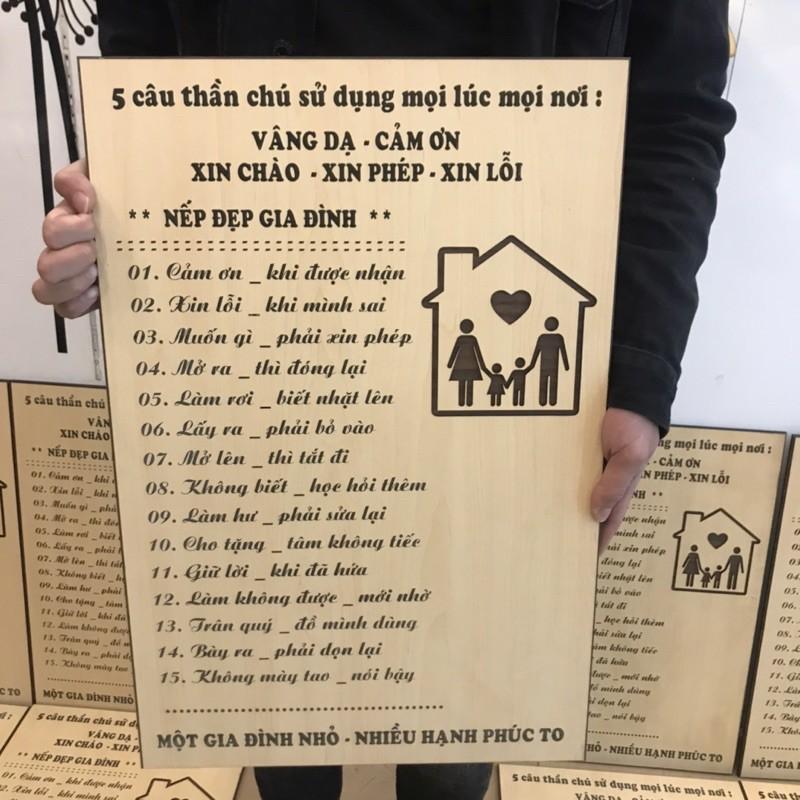 5 câu thần chú sử dụng mọi lúc mọi nơi :
VÂNG DẠ - CẢM ƠN
XIN CHÀO - XIN PHÉP - XIN LỖI
** NẾP ĐẸP GIA ĐÌNH **
01. Cảm ơn _ khi được nhận
02. Xin lỗi _ khi mình sai
03. Muốn gì _ phải xin phép
04. Mở ra _ thì đóng lại
05. Làm rơi _ biết nhặt lên
06. Lấy ra _ phải bỏ vào
07. Mở lên _ thì tắt đi
08. Không biết _ học hỏi thêm
09. Làm hư _ phải sửa lại
10. Cho tặng _ tâm không tiếc
11. Giữ lời _ khi đã hứa
12. Làm không được _ mới nhờ
13. Trân quý _ đồ mình dùng
14. Bày ra _ phải dọn lại
15. Không mày tao _ nói bậy
MỘT GIA ĐÌNH NHỎ - NHIỀU HẠNH PHÚC TO